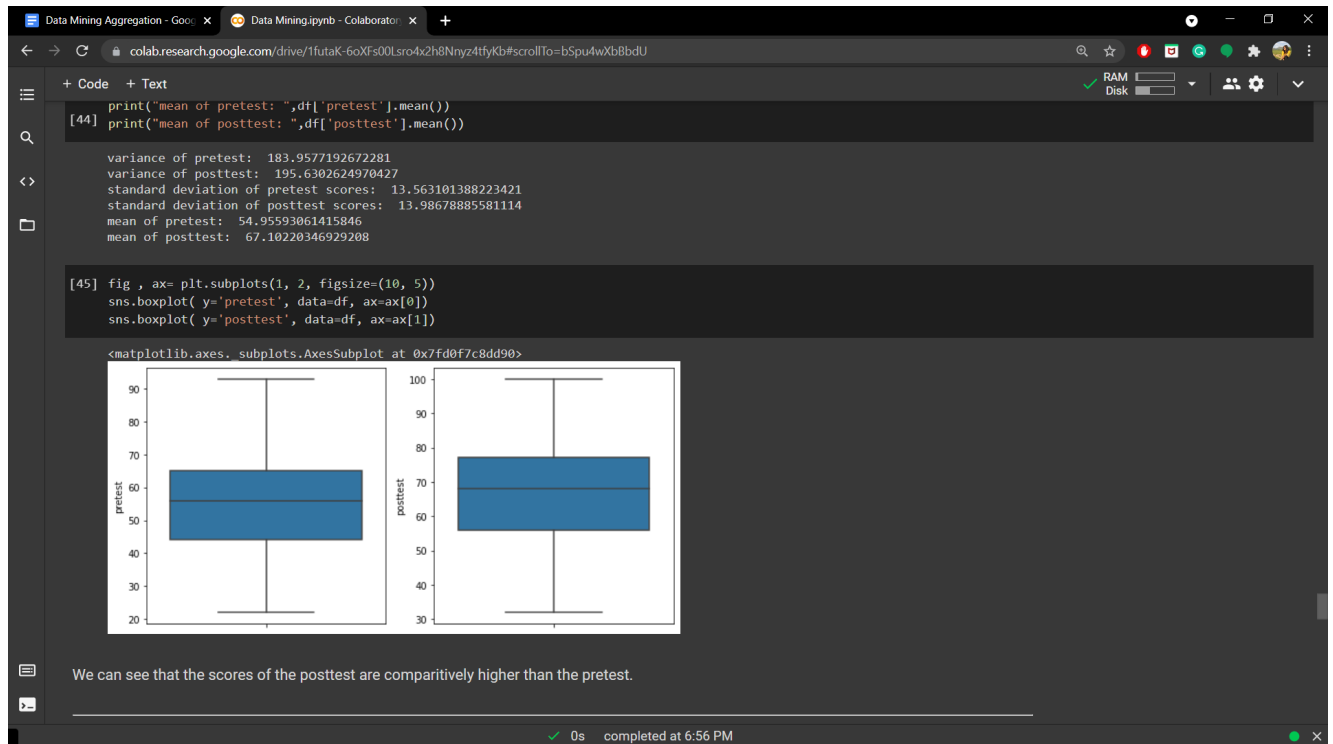 Data Mining Aggregation - Goog
Data Mining.ipynb - Colaborator
colab.research.google.com/drive/1futaK-6oXFs00Lsro4x2h8Nnyz4tfyKb#scrollTo=bSpu4wXbBbdU
+ Code + Text
RAM
Disk
print("mean of pretest: ",df['pretest'].mean())
[44] print("mean of posttest: ",df['posttest'].mean())
variance of pretest:  183.9577192672281
variance of posttest:  195.6302624970427
standard deviation of pretest scores:  13.563101388223421
standard deviation of posttest scores:  13.98678885581114
mean of pretest:  54.95593061415846
mean of posttest:  67.10220346929208
[45] fig , ax= plt.subplots(1, 2, figsize=(10, 5))
sns.boxplot( y='pretest', data=df, ax=ax[0])
sns.boxplot( y='posttest', data=df, ax=ax[1])
<matplotlib.axes._subplots.AxesSubplot at 0x7fd0f7c8dd90>
90
80
70
60
50
40
30
20
pretest
100
90
80
70
60
50
40
30
posttest
We can see that the scores of the posttest are comparitively higher than the pretest.
0s completed at 6:56 PM